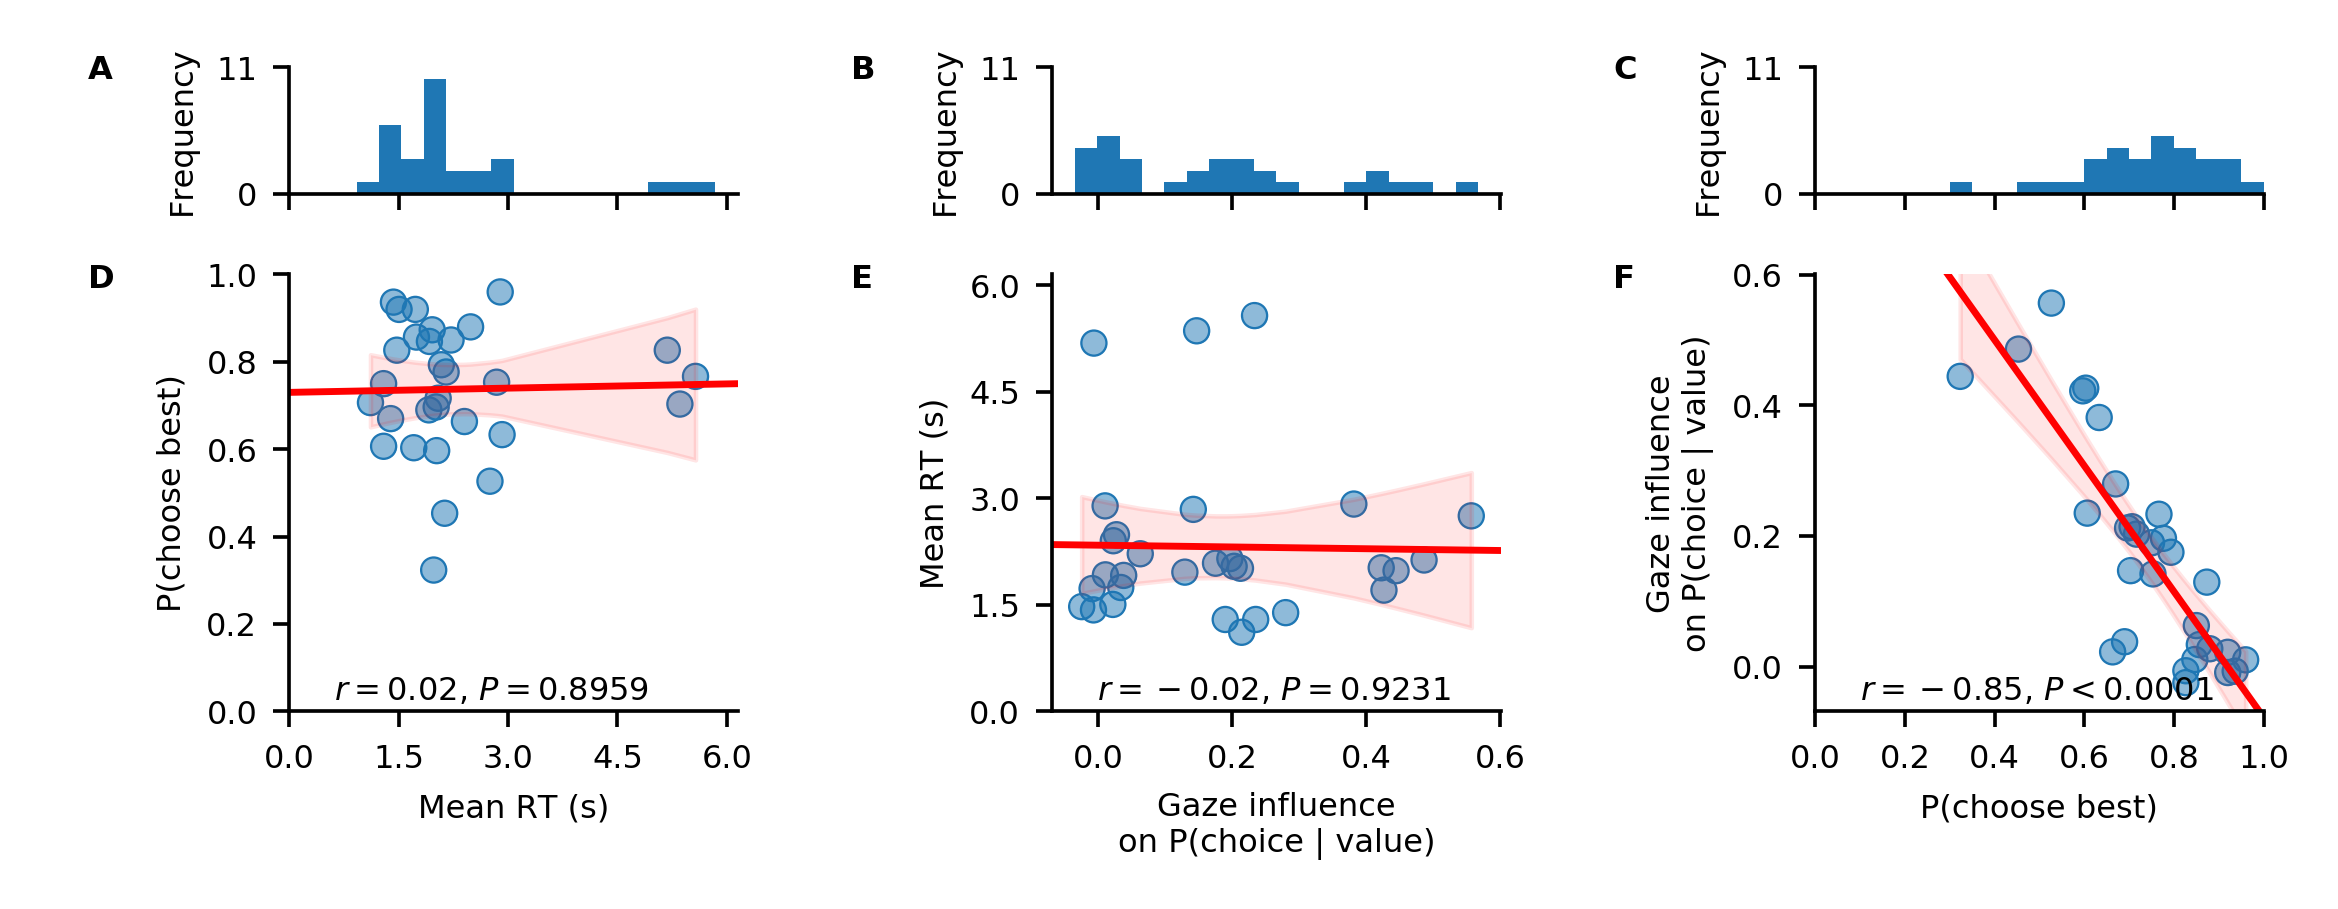 A
Frequency
11
0
B
Frequency
11
0
C
Frequency
11
0
D
P(choose best)
1.0
0.8
0.6
0.4
0.2
0.0
r = 0.02, P = 0.8959
0.0 1.5 3.0 4.5 6.0
Mean RT (s)
E
Mean RT (s)
6.0
4.5
3.0
1.5
0.0
r = −0.02, P = 0.9231
0.0 0.2 0.4 0.6
Gaze influence
on P(choice | value)
F
Gaze influence
on P(choice | value)
0.6
0.4
0.2
0.0
r = −0.85, P < 0.0001
0.0 0.2 0.4 0.6 0.8 1.0
P(choose best)